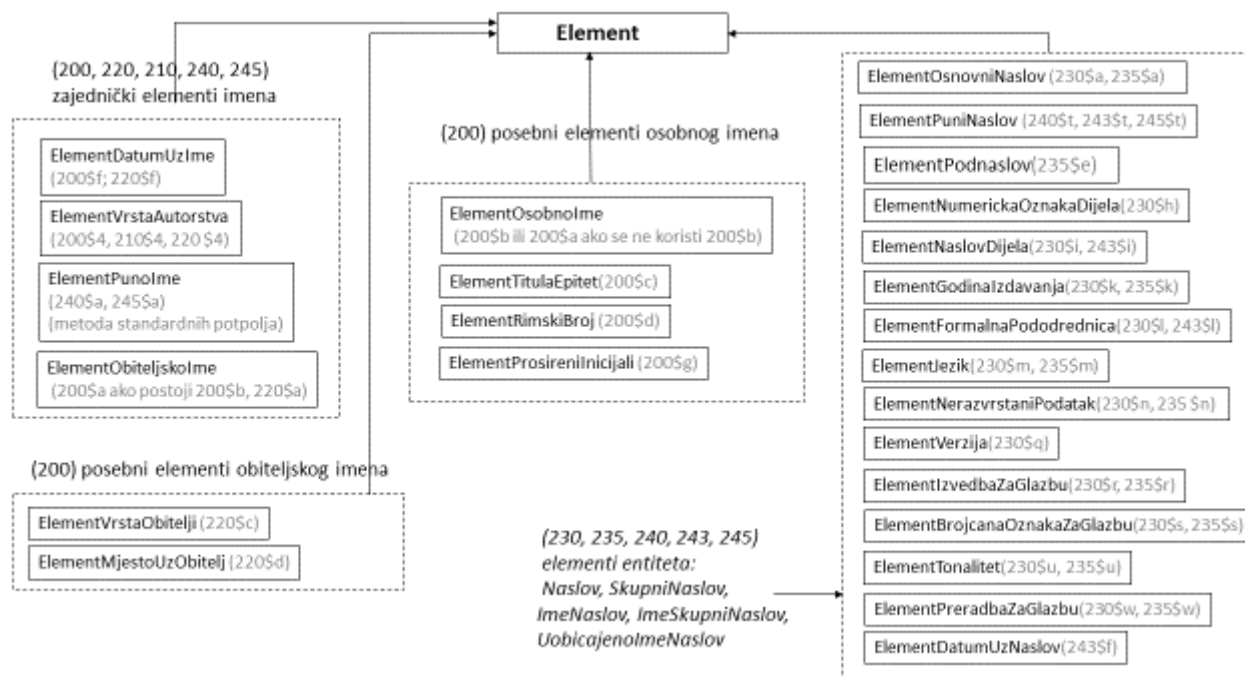 Element
(200, 220, 210, 240, 245)
zajednički elementi imena
ElementDatumUzIme
(200$f; 220$f)
ElementVrstaAutorstva
(200$4, 210$4, 220 $4)
ElementPunoIme
(240$a, 245$a)
(metoda standardnih potpolja)
ElementObiteljskoIme
(200$a ako postoji 200$b, 220$a)
(200) posebni elementi obiteljskog imena
ElementVrstaObitelji (220$c)
ElementMjestoUzObitelj (220$d)
(200) posebni elementi osobnog imena
ElementOsobnoIme
(200$b ili 200$a ako se ne koristi 200$b)
ElementTitulaEpitet(200$c)
ElementRimskiBroj (200$d)
ElementProsireniInicijali (200$g)
(230, 235, 240, 243, 245)
elementi entiteta:
Naslov, SkupniNaslov,
ImeNaslov, ImeSkupniNaslov,
UobicajenoImeNaslov
ElementOsnovniNaslov (230$a, 235$a)
ElementPuniNaslov (240$t, 243$t, 245$t)
ElementPodnaslov(235$e)
ElementNumerickaOznakaDijela(230$h)
ElementNaslovDijela(230$i, 243$i)
ElementGodinaIzdavanja(230$k, 235$k)
ElementFormalnaPododrednica(230$l, 243$l)
ElementJezik(230$m, 235$m)
ElementNerazvrstaniPodatak(230$n, 235 $n)
ElementVerzija(230$q)
ElementIzvedbaZaGlazbu(230$r, 235$r)
ElementBrojcanaOznakaZaGlazbu(230$s, 235$s)
ElementTonalitet(230$u, 235$u)
ElementPreradbaZaGlazbu(230$w, 235$w)
ElementDatumUzNaslov(243$f)